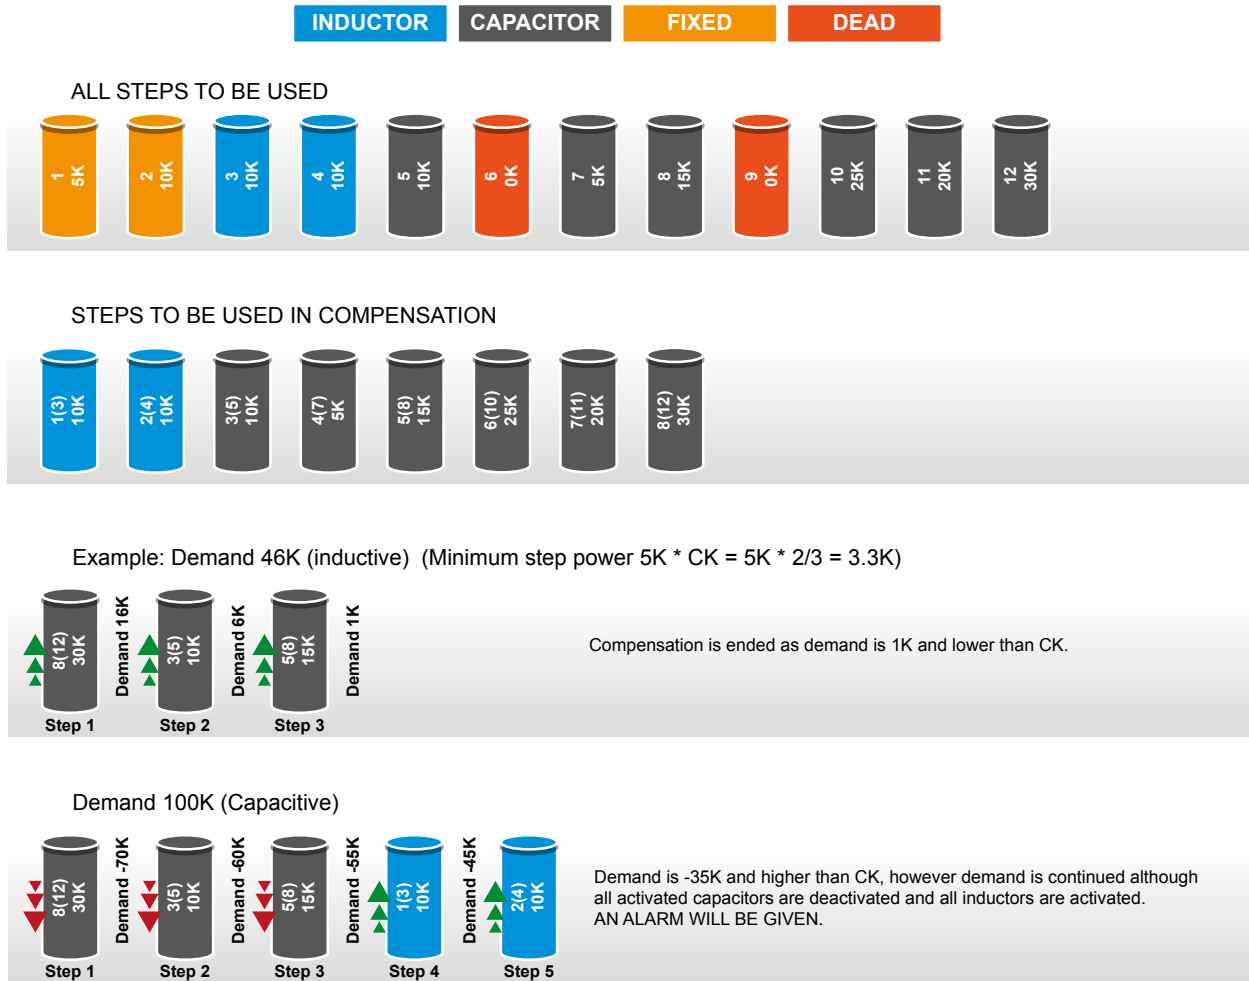 INDUCTOR
CAPACITOR
FIXED
DEAD
ALL STEPS TO BE USED
1
5K
2
10K
3
10K
4
10K
5
10K
6
0K
7
5K
8
15K
9
0K
10
25K
11
20K
12
30K
STEPS TO BE USED IN COMPENSATION
1(3)
10K
2(4)
10K
3(5)
10K
4(7)
5K
5(8)
15K
6(10)
25K
7(11)
20K
8(12)
30K
Example: Demand 46K (inductive) (Minimum step power 5K * CK = 5K * 2/3 = 3.3K)
8(12)
30K
Demand 16K
3(5)
10K
Demand 6K
5(8)
15K
Demand 1K
Step 1
Step 2
Step 3
Compensation is ended as demand is 1K and lower than CK.
Demand 100K (Capacitive)
8(12)
30K
Demand -70K
3(5)
10K
Demand -60K
5(8)
15K
Demand -55K
1(3)
10K
Demand -45K
2(4)
10K
Step 1
Step 2
Step 3
Step 4
Step 5
Demand is -35K and higher than CK, however demand is continued although
all activated capacitors are deactivated and all inductors are activated.
AN ALARM WILL BE GIVEN.